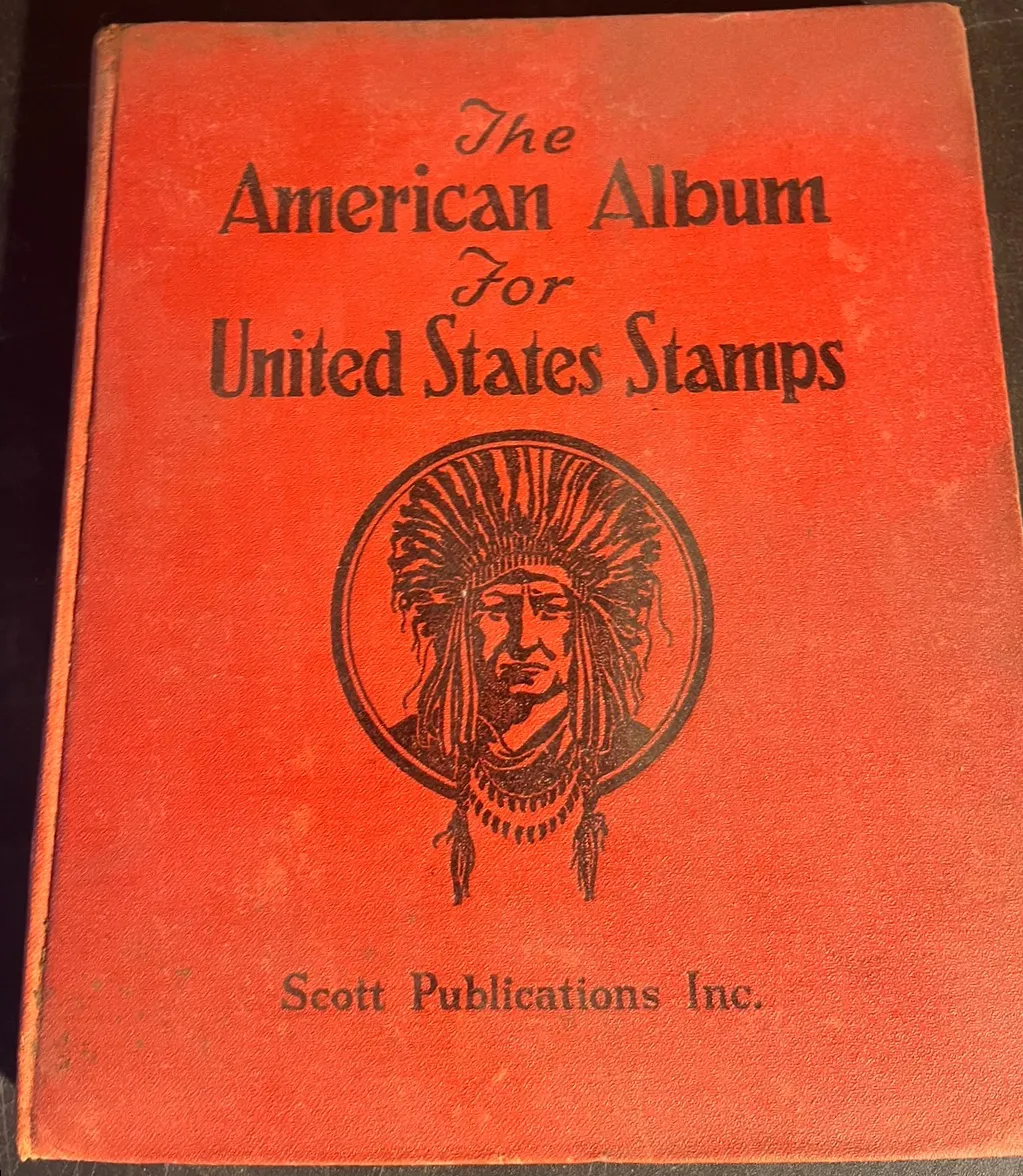 The
American Album
For
United States Stamps
Scott Publications Inc.